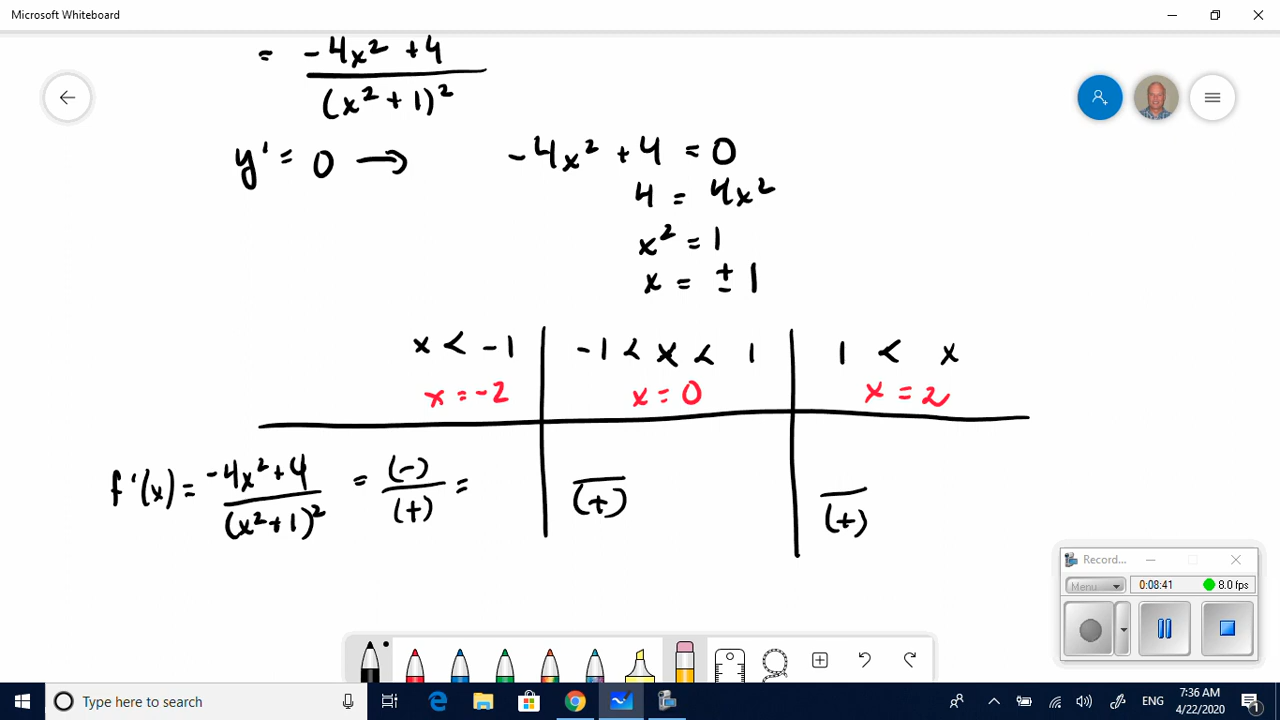 Microsoft Whiteboard
= -4x² + 4 / (x² + 1)²
y' = 0 → -4x² + 4 = 0
4 = 4x²
x² = 1
x = ± 1
x < -1 | -1 < x < 1 | 1 < x
x = -2 | x = 0 | x = 2
f'(x) = -4x² + 4 / (x² + 1)² = (-) / (+) = | / (+) | / (+)
Record...
Menu 0:08:41 8.0 fps
Type here to search
ENG
7:36 AM
4/22/2020
1